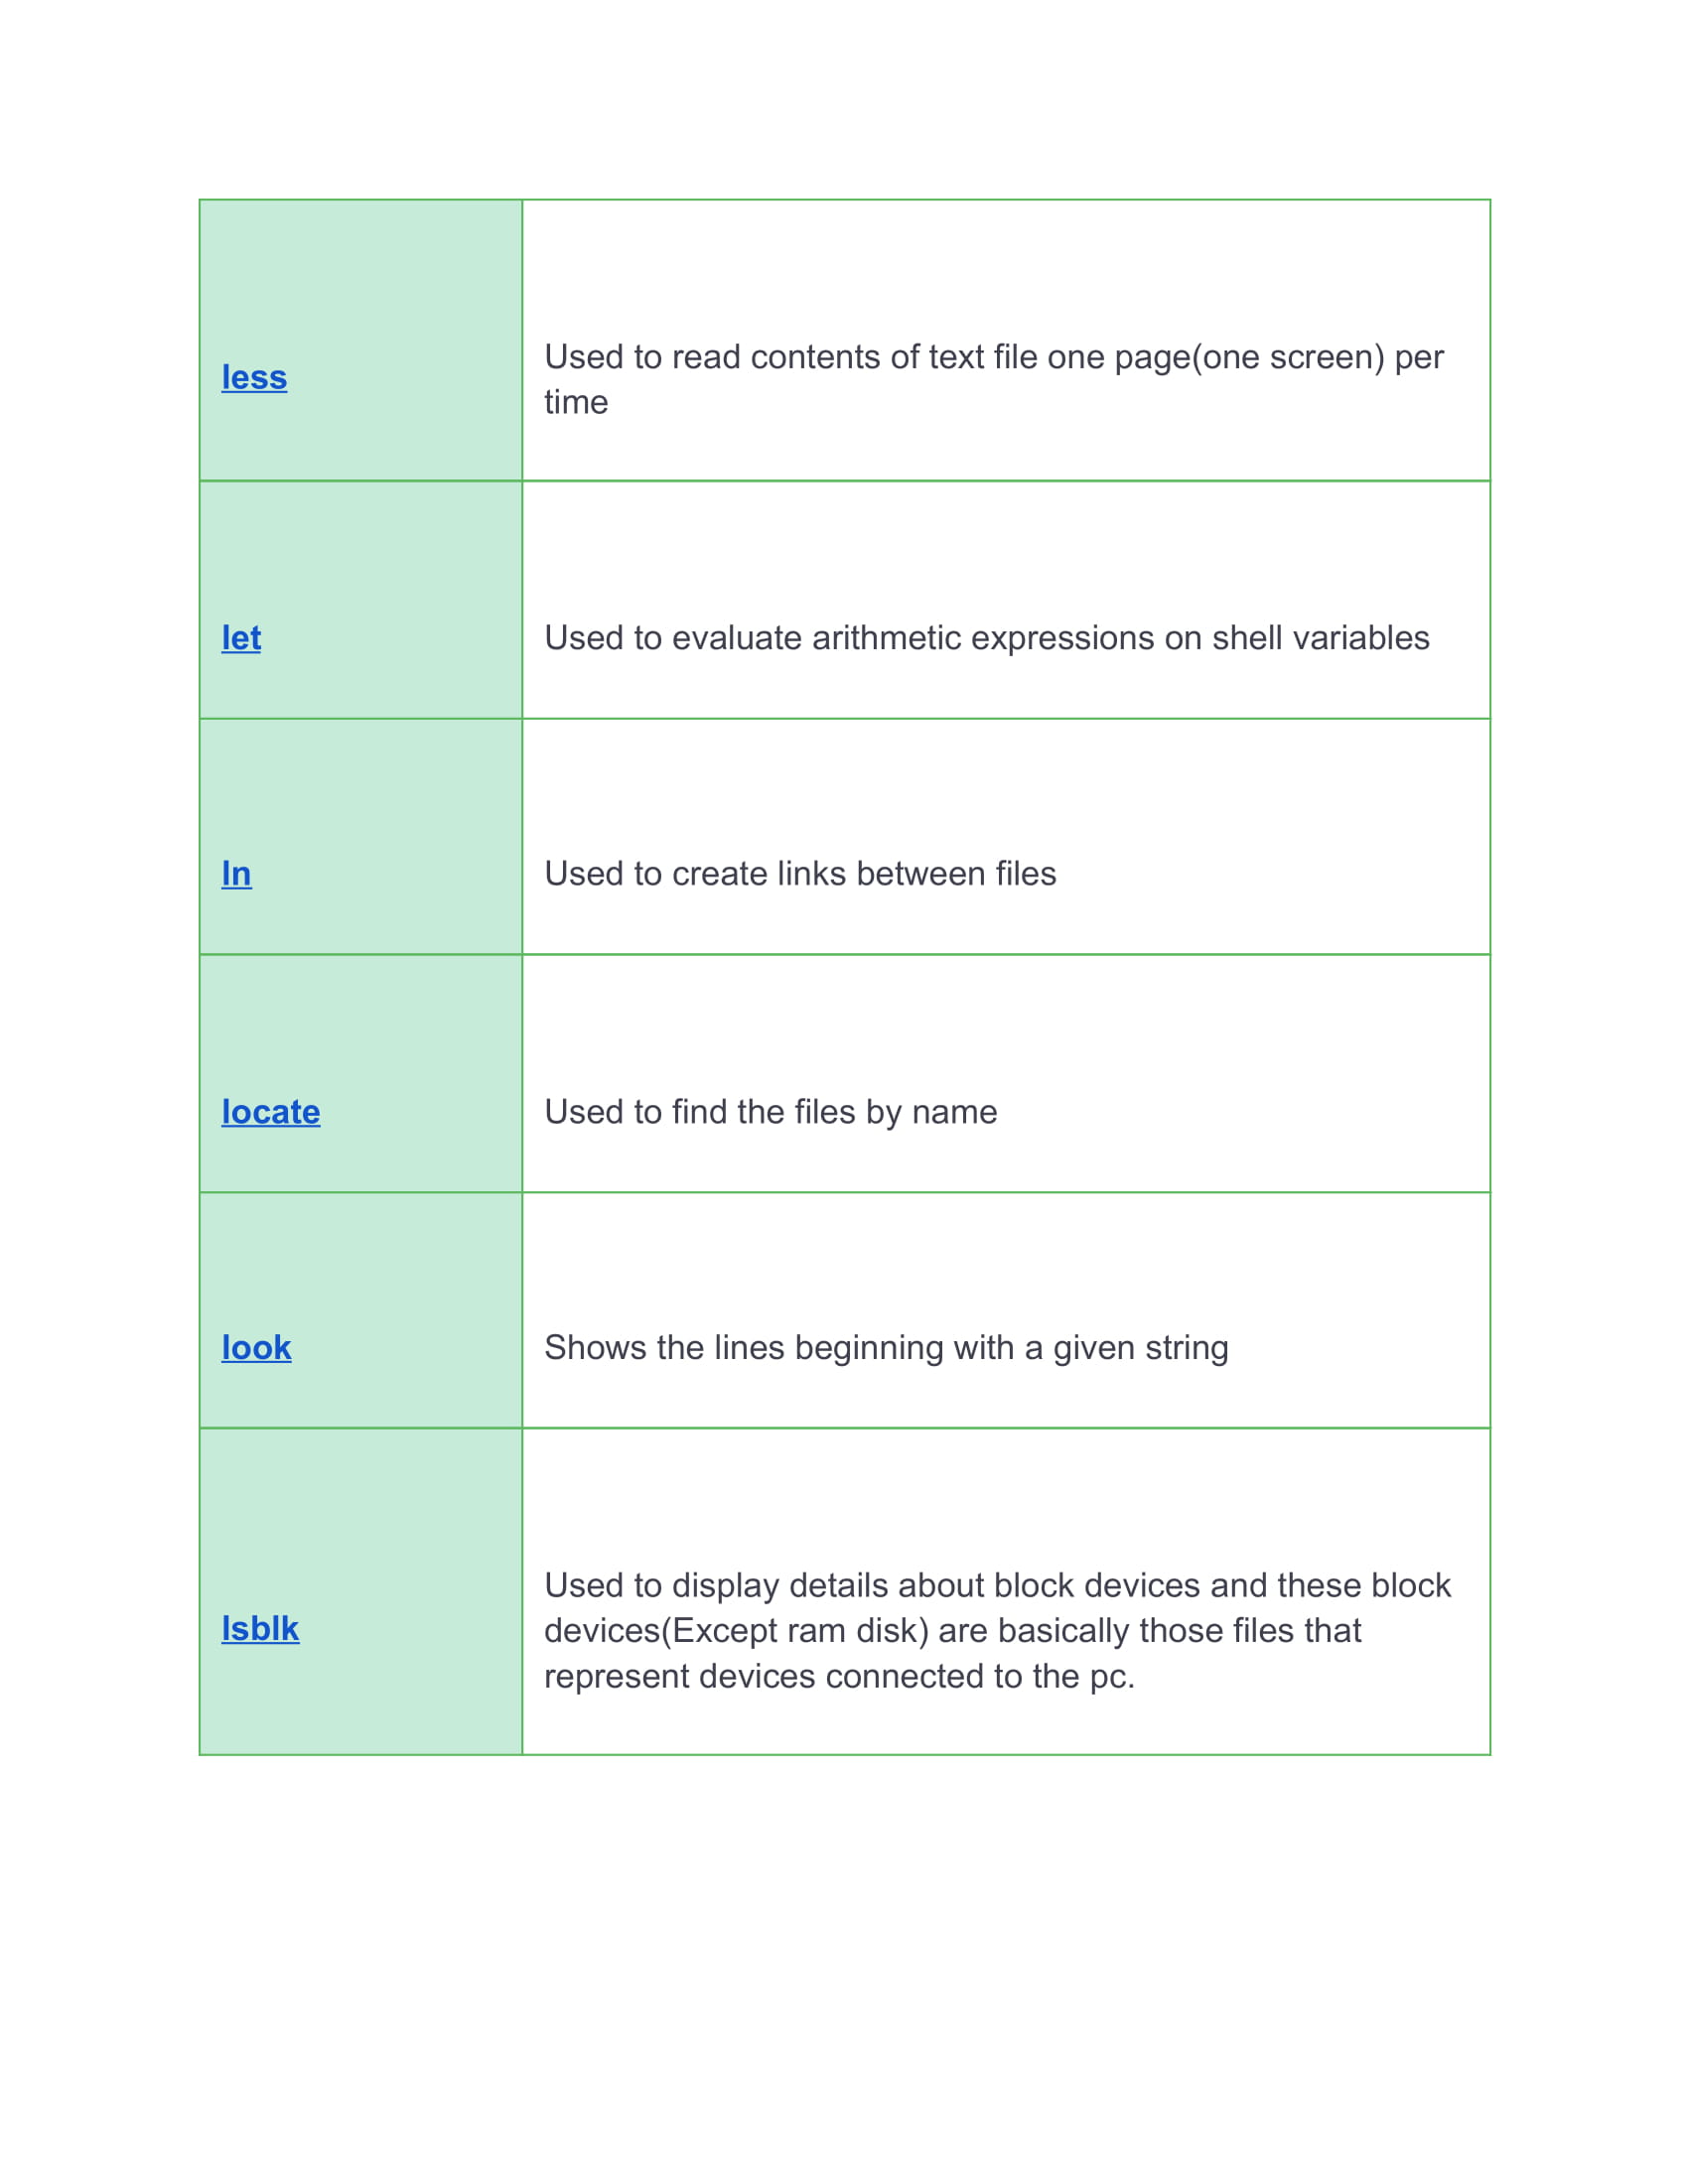 less
Used to read contents of text file one page(one screen) per
time
let
Used to evaluate arithmetic expressions on shell variables
ln
Used to create links between files
locate
Used to find the files by name
look
Shows the lines beginning with a given string
lsblk
Used to display details about block devices and these block
devices(Except ram disk) are basically those files that
represent devices connected to the pc.